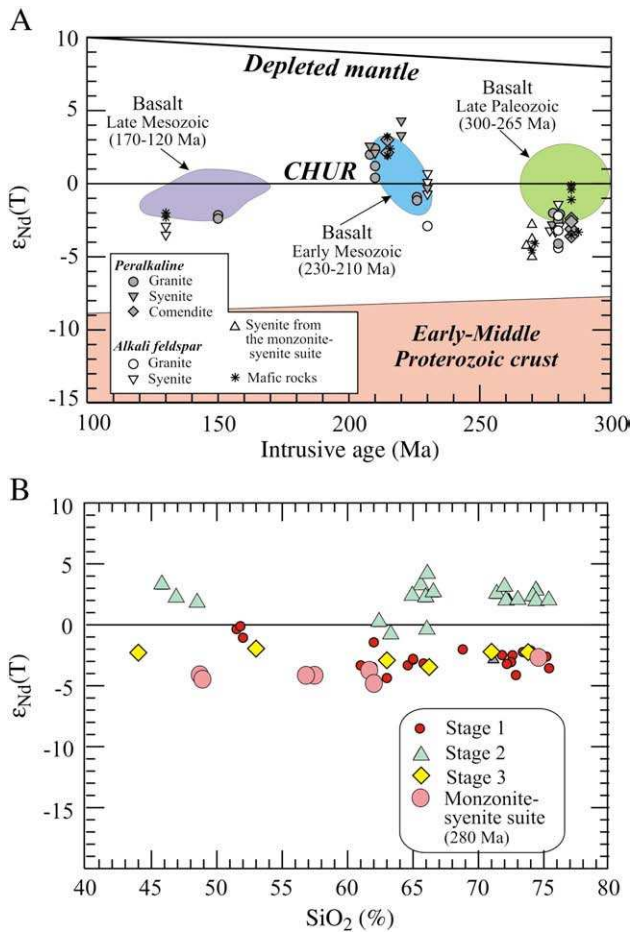 A
10
5
0
-5
-10
-15
εNd(T)
Depleted mantle
Basalt
Late Mesozoic
(170-120 Ma)
Basalt
Late Paleozoic
(300-265 Ma)
CHUR
Basalt
Early Mesozoic
(230-210 Ma)
Peralkaline
Granite
Syenite
Comendite
Alkali feldspar
Granite
Syenite
Syenite from
the monzonite-
syenite suite
Mafic rocks
Early-Middle
Proterozoic crust
100 150 200 250 300
Intrusive age (Ma)
B
10
5
0
-5
-10
-15
εNd(T)
Stage 1
Stage 2
Stage 3
Monzonite-
syenite suite
(280 Ma)
40 45 50 55 60 65 70 75 80
SiO2 (%)